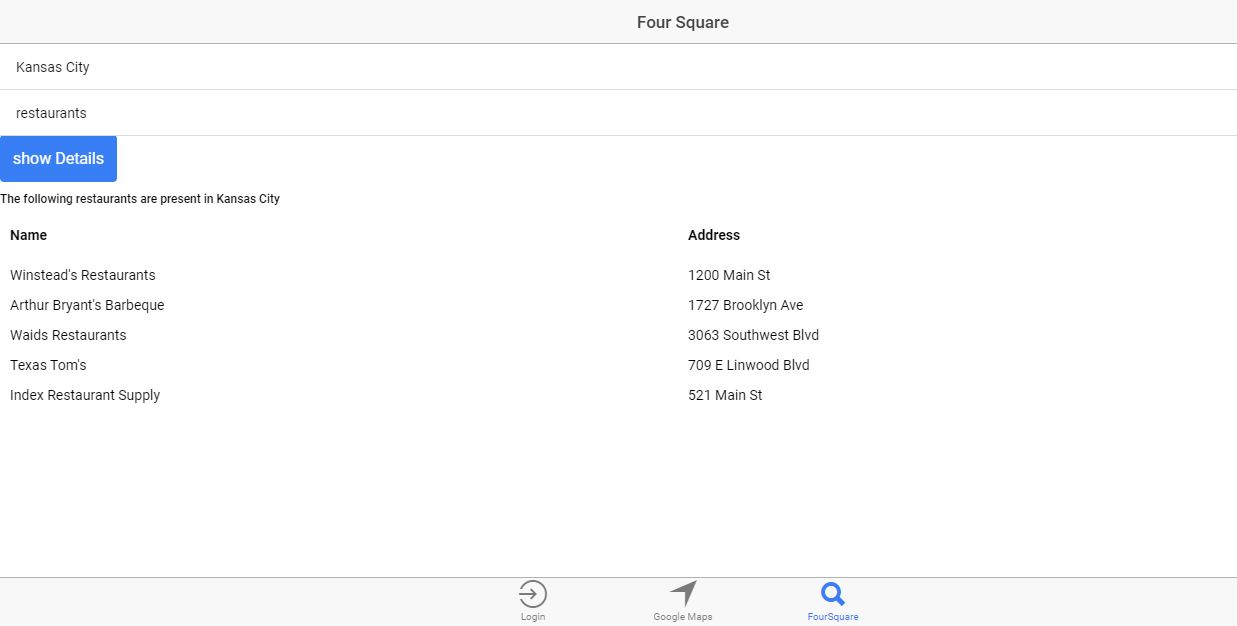 Four Square
Kansas City
restaurants
show Details
The following restaurants are present in Kansas City
Name Address
Winstead's Restaurants 1200 Main St
Arthur Bryant's Barbeque 1727 Brooklyn Ave
Waids Restaurants 3063 Southwest Blvd
Texas Tom's 709 E Linwood Blvd
Index Restaurant Supply 521 Main St
Login Google Maps FourSquare